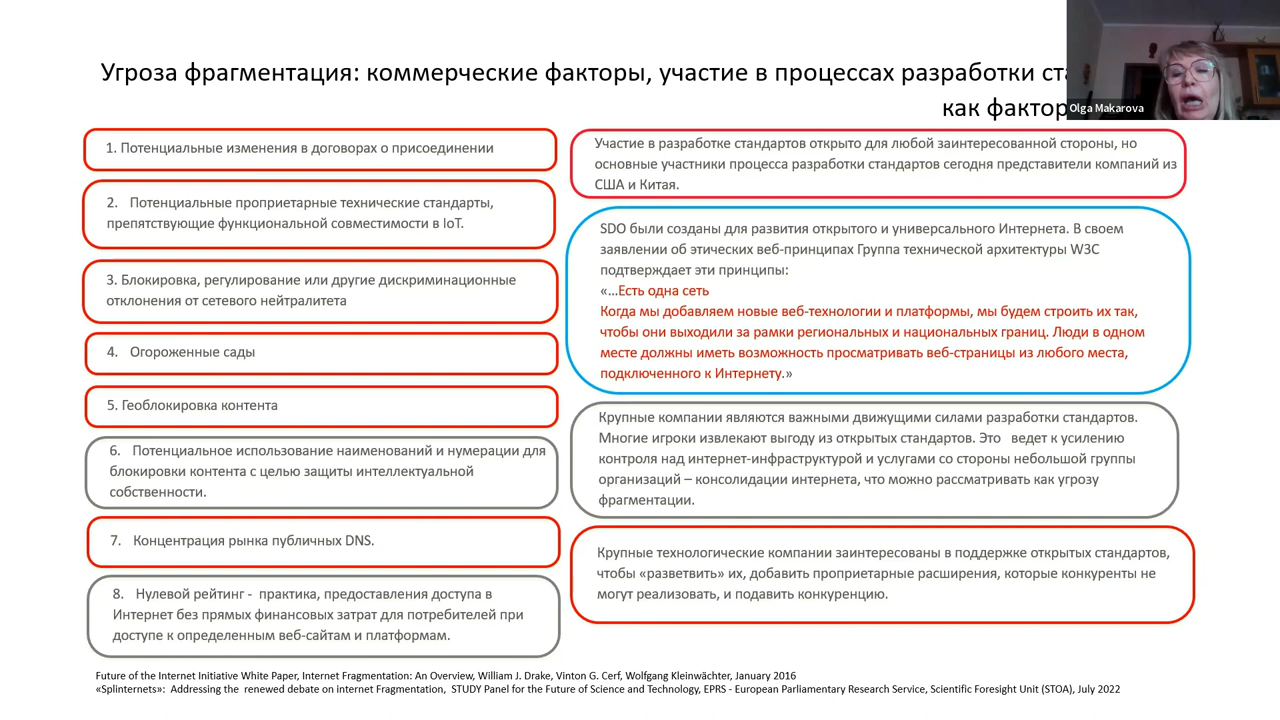 Угроза фрагментация: коммерческие факторы, участие в процессах разработки
как фактор
Olga Makarova
1. Потенциальные изменения в договорах о присоединении
2. Потенциальные проприетарные технические стандарты,
препятствующие функциональной совместимости в IoT.
3. Блокировка, регулирование или другие дискриминационные
отклонения от сетевого нейтралитета
4. Огороженные сады
5. Геоблокировка контента
6. Потенциальное использование наименований и нумерации для
блокировки контента с целью защиты интеллектуальной
собственности.
7. Концентрация рынка публичных DNS.
8. Нулевой рейтинг - практика, предоставления доступа в
Интернет без прямых финансовых затрат для потребителей при
доступе к определенным веб-сайтам и платформам.
Участие в разработке стандартов открыто для любой заинтересованной стороны, но
основные участники процесса разработки стандартов сегодня представители компаний из
США и Китая.
SDO были созданы для развития открытого и универсального Интернета. В своем
заявлении об этических веб-принципах Группа технической архитектуры W3C
подтверждает эти принципы:
«…Есть одна сеть
Когда мы добавляем новые веб-технологии и платформы, мы будем строить их так,
чтобы они выходили за рамки региональных и национальных границ. Люди в одном
месте должны иметь возможность просматривать веб-страницы из любого места,
подключенного к Интернету.»
Крупные компании являются важными движущими силами разработки стандартов.
Многие игроки извлекают выгоду из открытых стандартов. Это ведет к усилению
контроля над интернет-инфраструктурой и услугами со стороны небольшой группы
организаций – консолидации интернета, что можно рассматривать как угрозу
фрагментации.
Крупные технологические компании заинтересованы в поддержке открытых стандартов,
чтобы «разветвить» их, добавить проприетарные расширения, которые конкуренты не
могут реализовать, и подавить конкуренцию.
Future of the Internet Initiative White Paper, Internet Fragmentation: An Overview, William J. Drake, Vinton G. Cerf, Wolfgang Kleinwächter, January 2016
«Splinternets»: Addressing the renewed debate on internet Fragmentation, STUDY Panel for the Future of Science and Technology, EPRS - European Parliamentary Research Service, Scientific Foresight Unit (STOA), July 2022